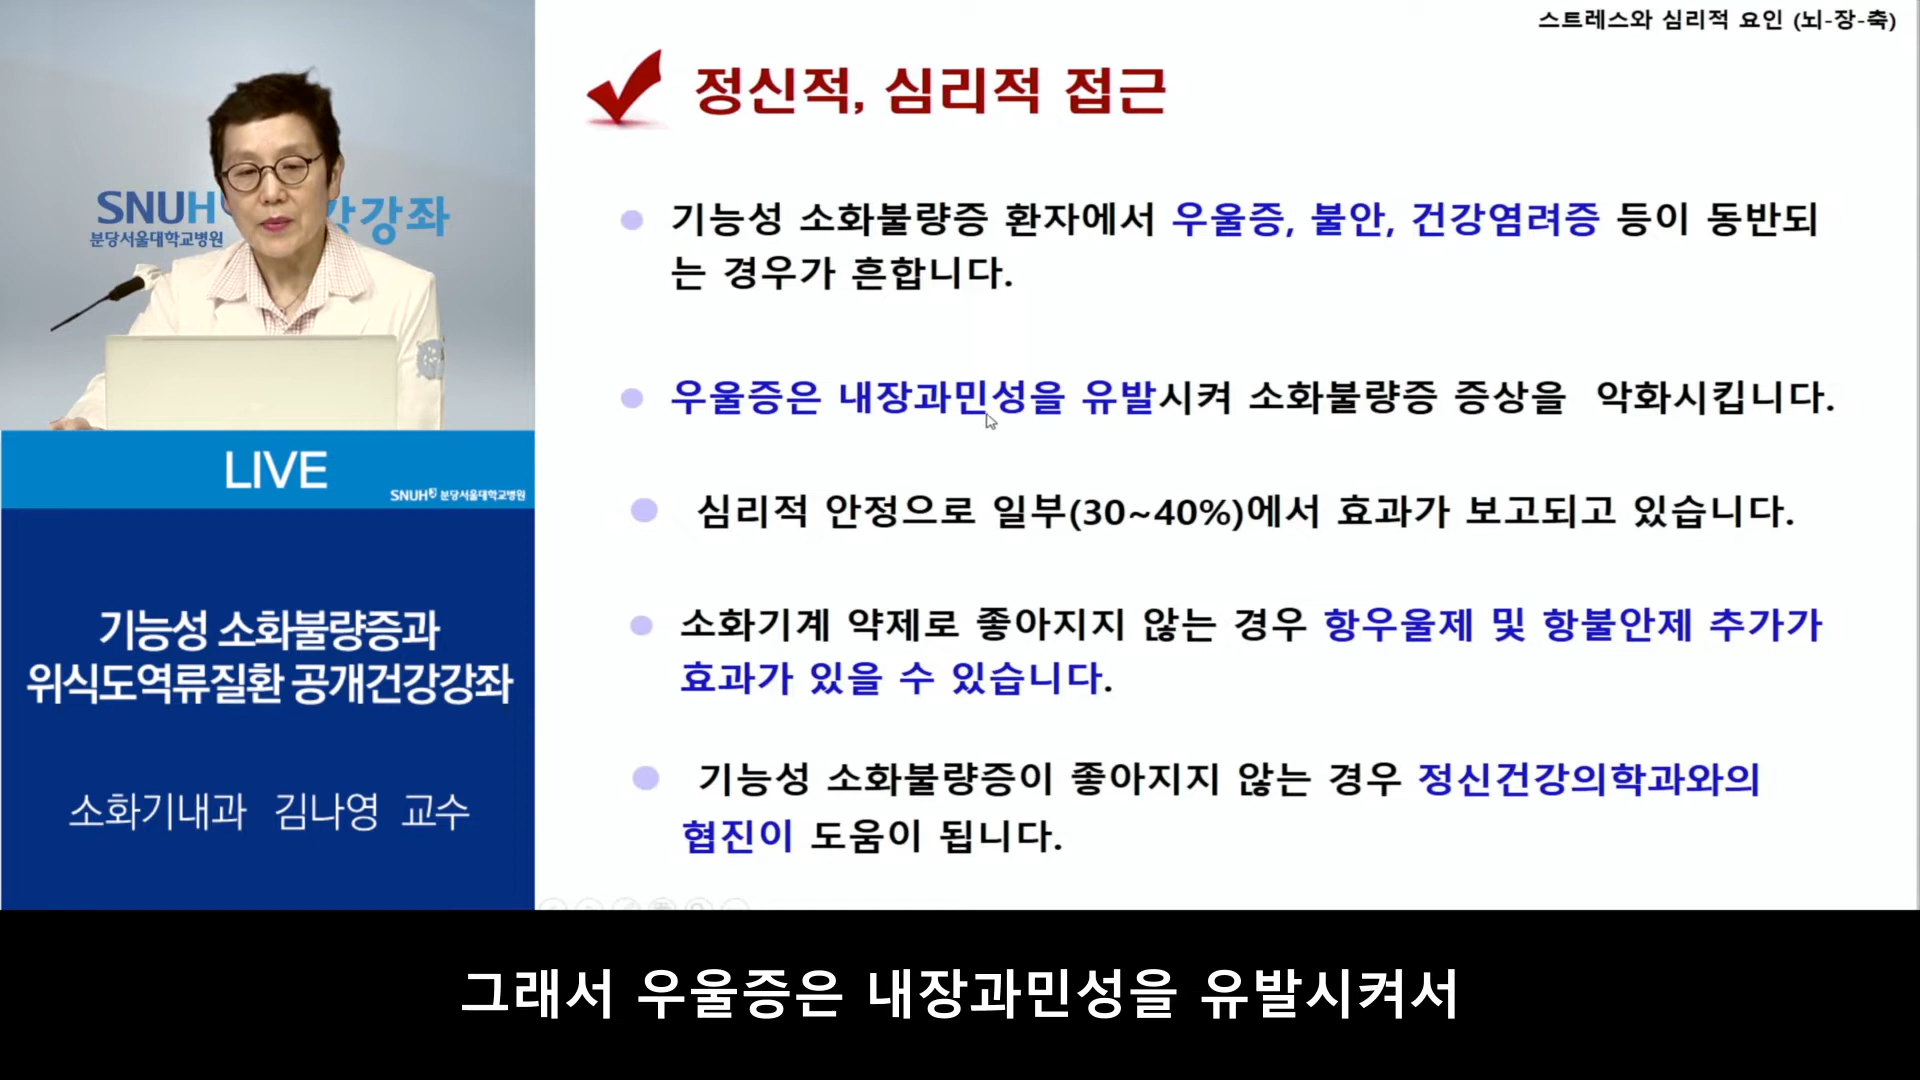 스트레스와 심리적 요인 (뇌-장-축)
정신적, 심리적 접근
기능성 소화불량증 환자에서 우울증, 불안, 건강염려증 등이 동반되
는 경우가 흔합니다.
우울증은 내장과민성을 유발시켜 소화불량증 증상을 악화시킵니다.
심리적 안정으로 일부(30~40%)에서 효과가 보고되고 있습니다.
소화기계 약제로 좋아지지 않는 경우 항우울제 및 항불안제 추가가
효과가 있을 수 있습니다.
기능성 소화불량증이 좋아지지 않는 경우 정신건강의학과와의
협진이 도움이 됩니다.
SNUH
분당서울대학교병원
강강좌
LIVE
SNUH 분당서울대학교병원
기능성 소화불량증과
위식도역류질환 공개건강강좌
소화기내과 김나영 교수
그래서 우울증은 내장과민성을 유발시켜서